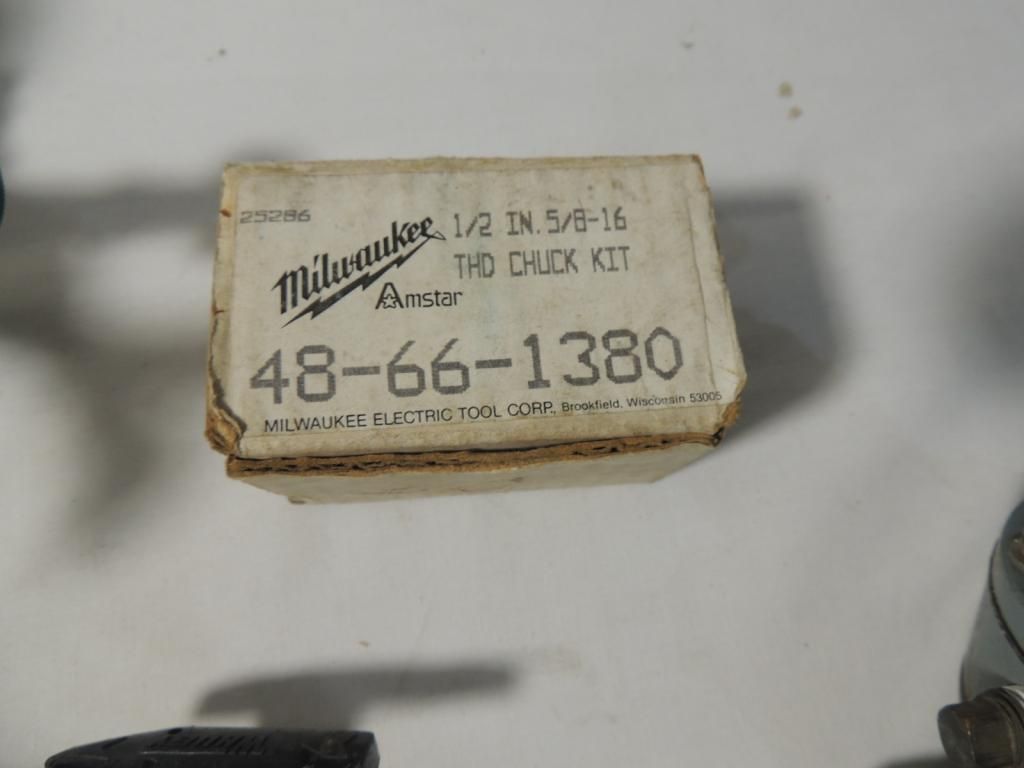 25286
Milwaukee
Amstar
1/2 IN. 5/8-16
THD CHUCK KIT
48-66-1380
MILWAUKEE ELECTRIC TOOL CORP., Brookfield, Wisconsin 53005